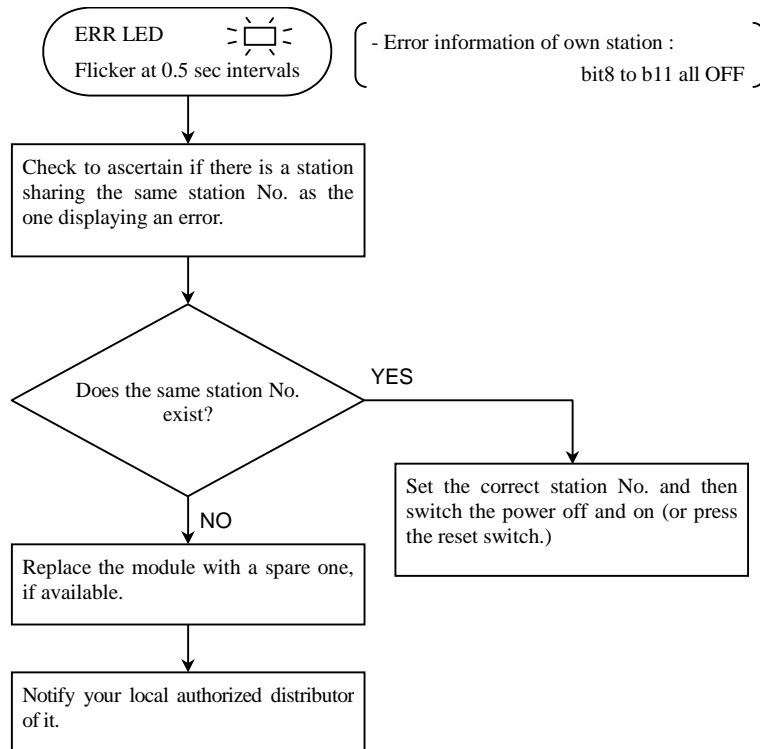 ERR LED
Flicker at 0.5 sec intervals
- Error information of own station :
bit8 to b11 all OFF
Check to ascertain if there is a station
sharing the same station No. as the
one displaying an error.
Does the same station No.
exist?
YES
Set the correct station No. and then
switch the power off and on (or press
the reset switch.)
NO
Replace the module with a spare one,
if available.
Notify your local authorized distributor
of it.